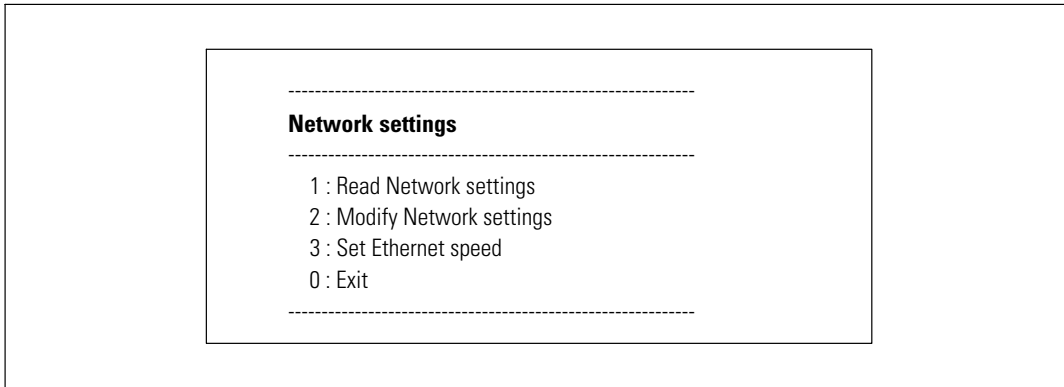 ------------------------------------------------------------
Network settings
------------------------------------------------------------
1 : Read Network settings
2 : Modify Network settings
3 : Set Ethernet speed
0 : Exit
------------------------------------------------------------